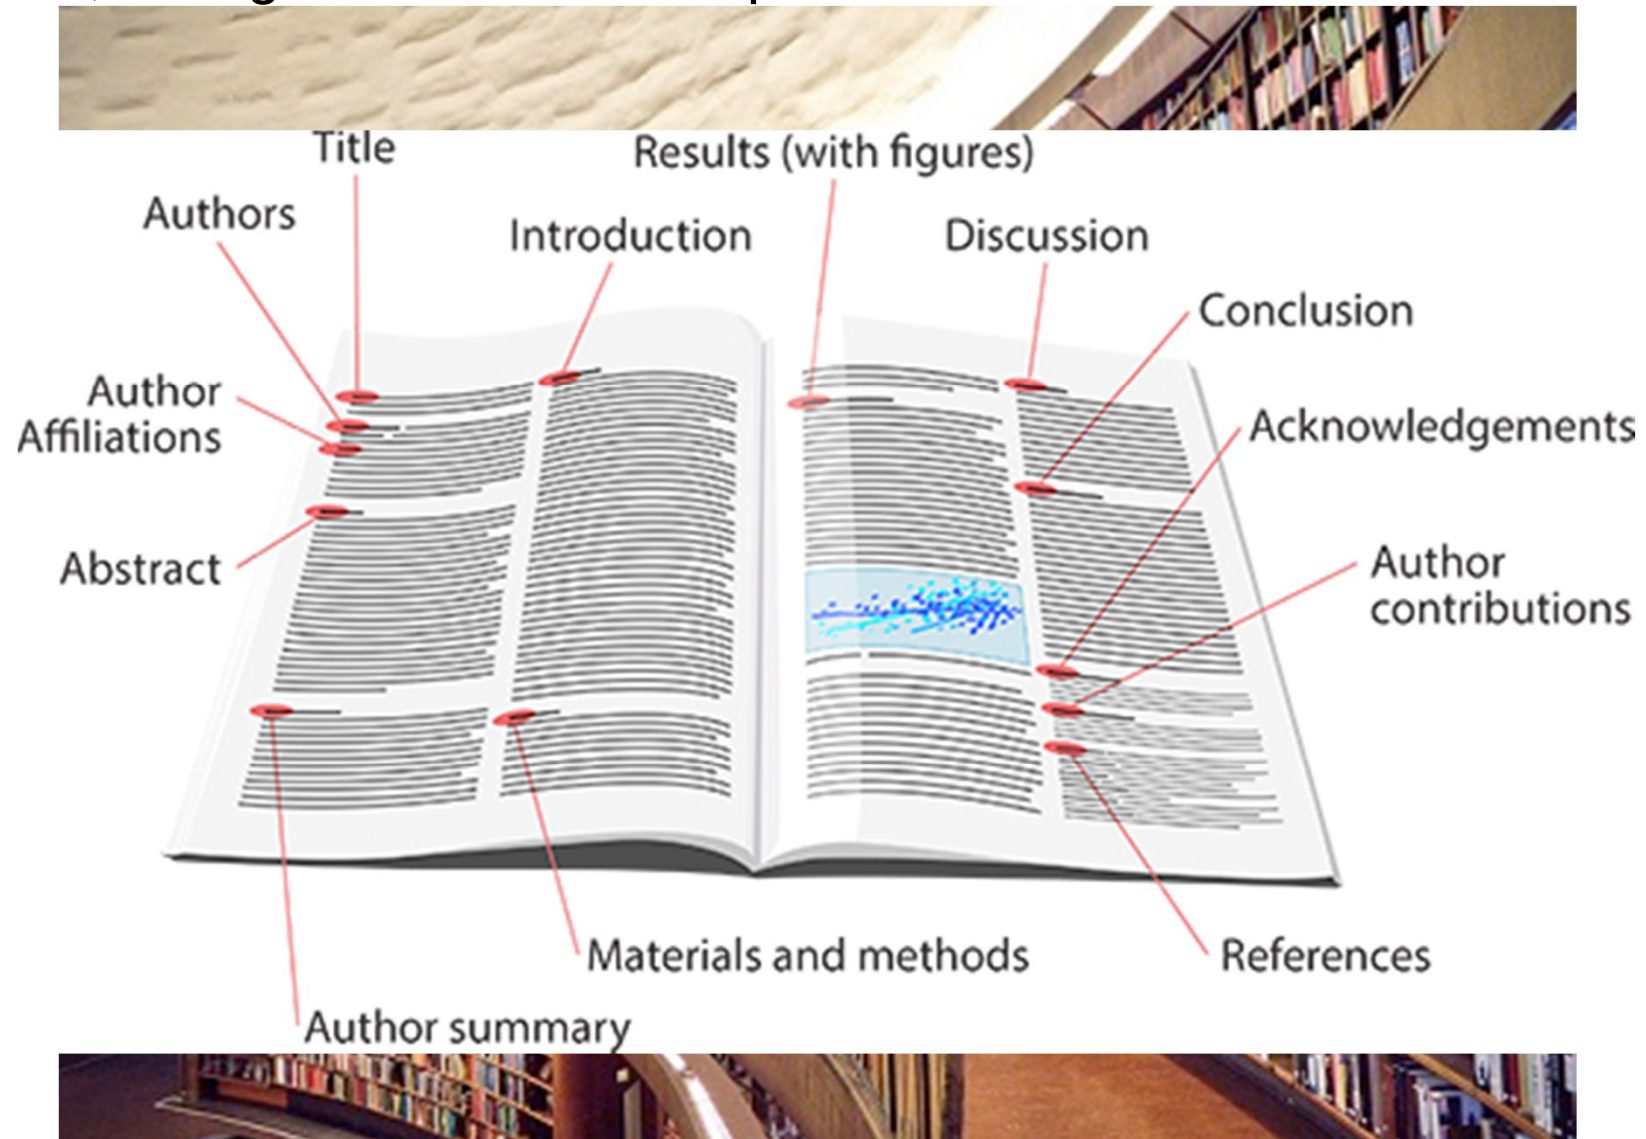 Title
Results (with figures)
Authors
Introduction
Discussion
Conclusion
Author
Affiliations
Acknowledgements
Abstract
Author
contributions
Materials and methods
References
Author summary